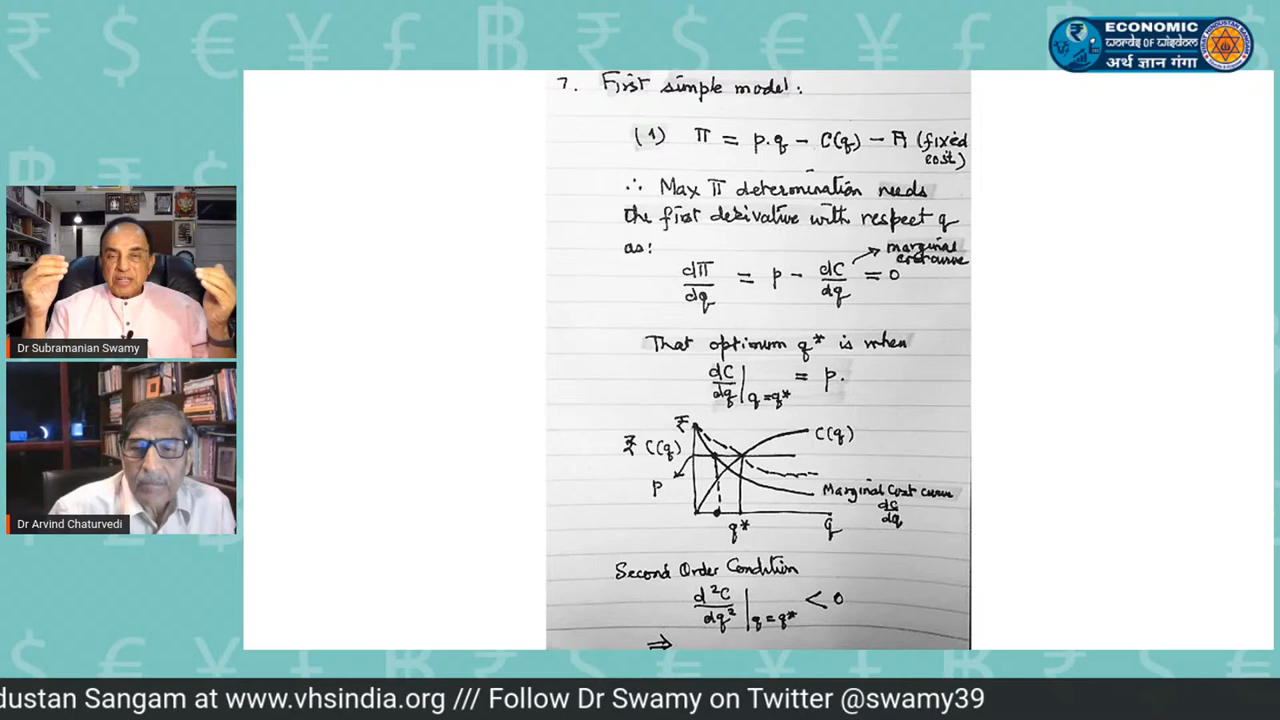 ECONOMIC
WORDS OF WISDOM
अर्थ ज्ञान गंगा
7. First simple model:
(1) π = p.q - C(q) - A (fixed
cost)
∴ Max π determination needs
the first derivative with respect q
as:
marginal
cost curve
dπ/dq = p - dC/dq = 0
That optimum q* is when
dC/dq |q=q* = p.
₹
₹ C(q)
C(q)
p
Marginal Cost curve
dC/dq
q*
q
Second Order Condition
d²C/dq² |q=q* < 0
⇒
Dr Subramanian Swamy
Dr Arvind Chaturvedi
dustan Sangam at www.vhsindia.org /// Follow Dr Swamy on Twitter @swamy39